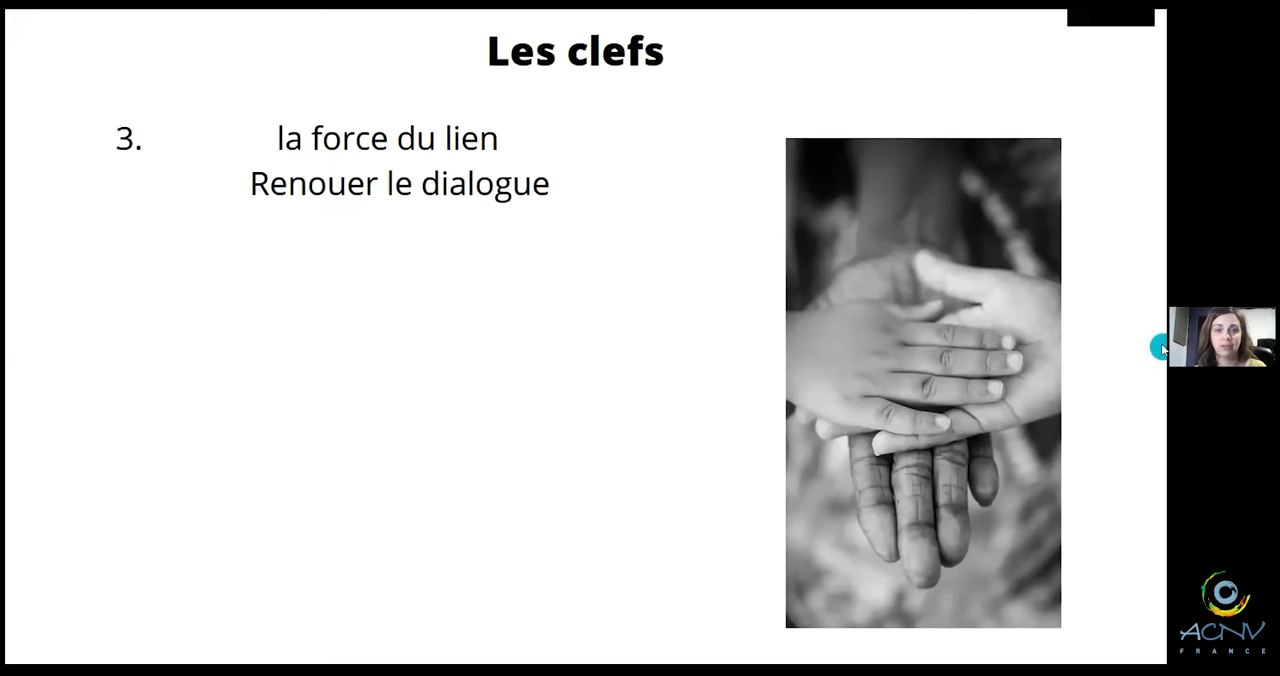 Les clefs
3. la force du lien
Renouer le dialogue
ACNV
FRANCE